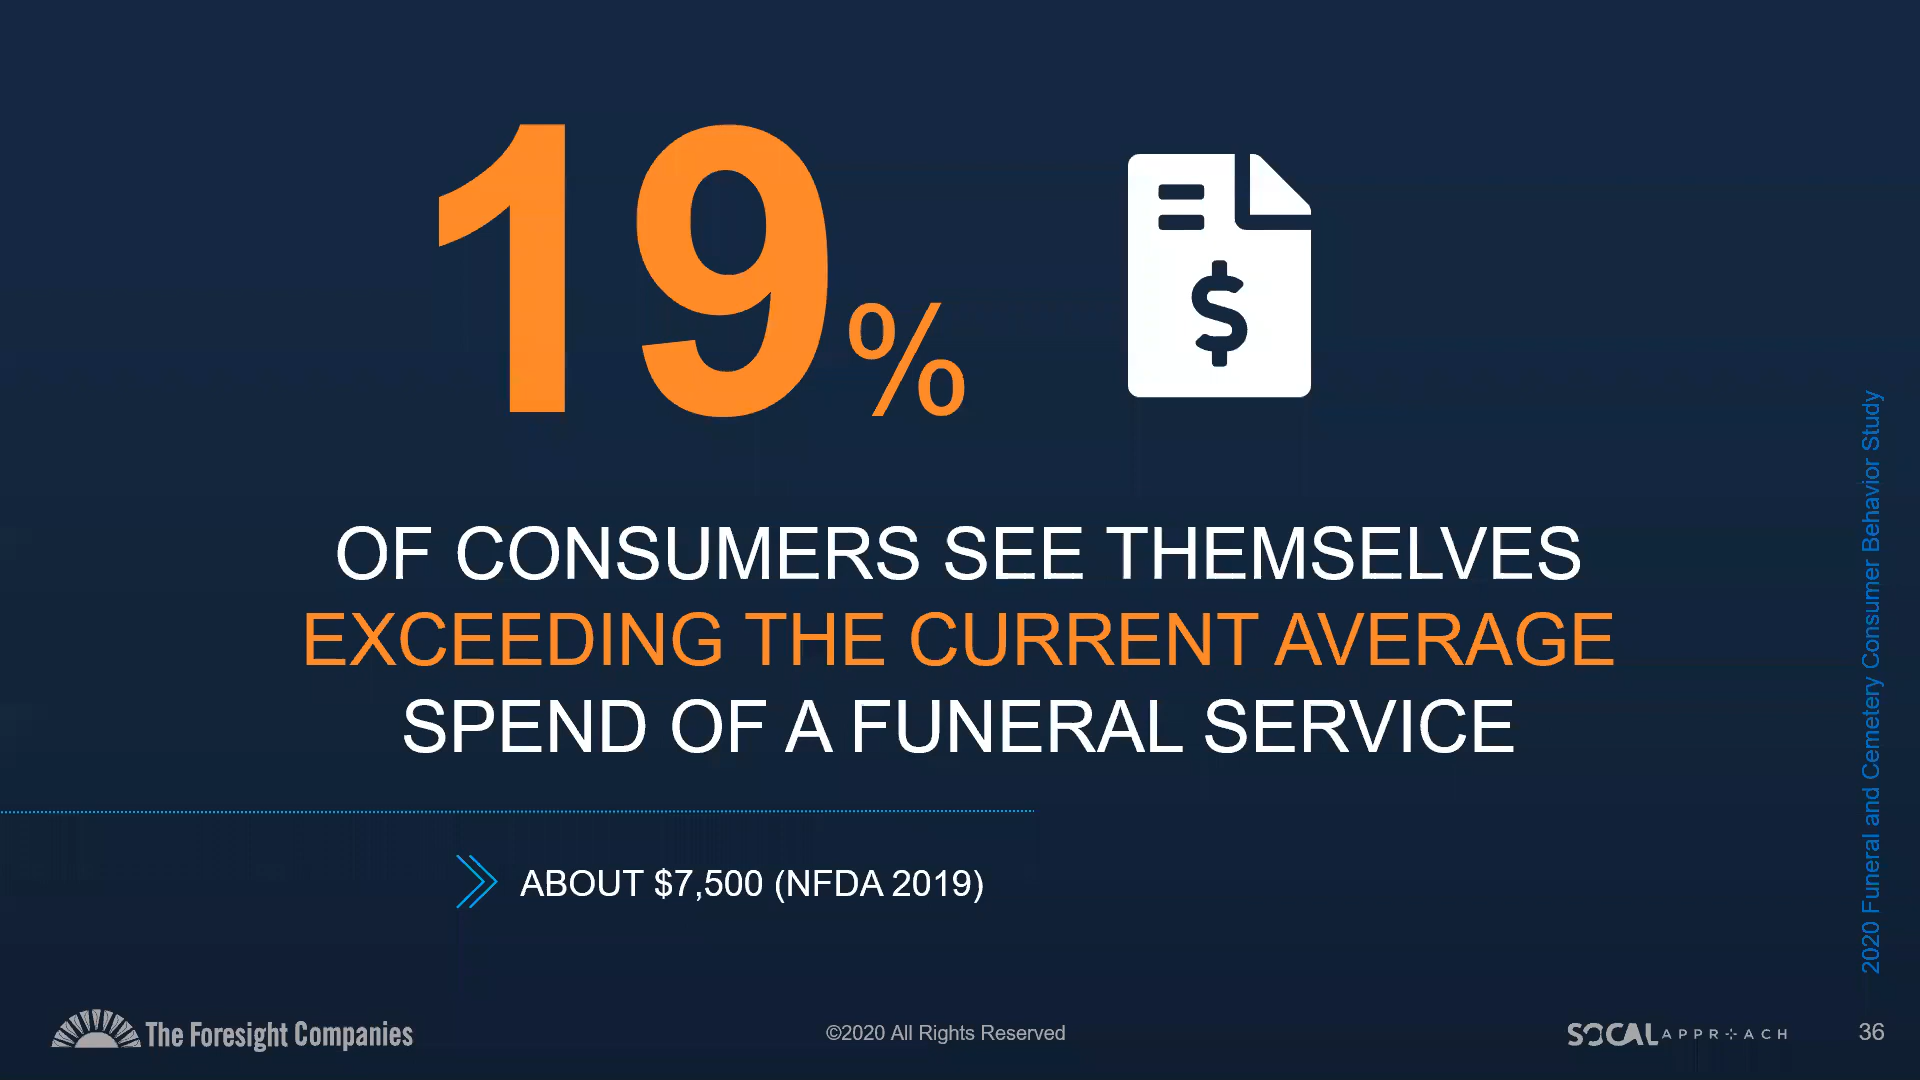 19%
$
OF CONSUMERS SEE THEMSELVES
EXCEEDING THE CURRENT AVERAGE
SPEND OF A FUNERAL SERVICE
ABOUT $7,500 (NFDA 2019)
2020 Funeral and Cemetery Consumer Behavior Study
The Foresight Companies
©2020 All Rights Reserved
SOCAL APPROACH
36